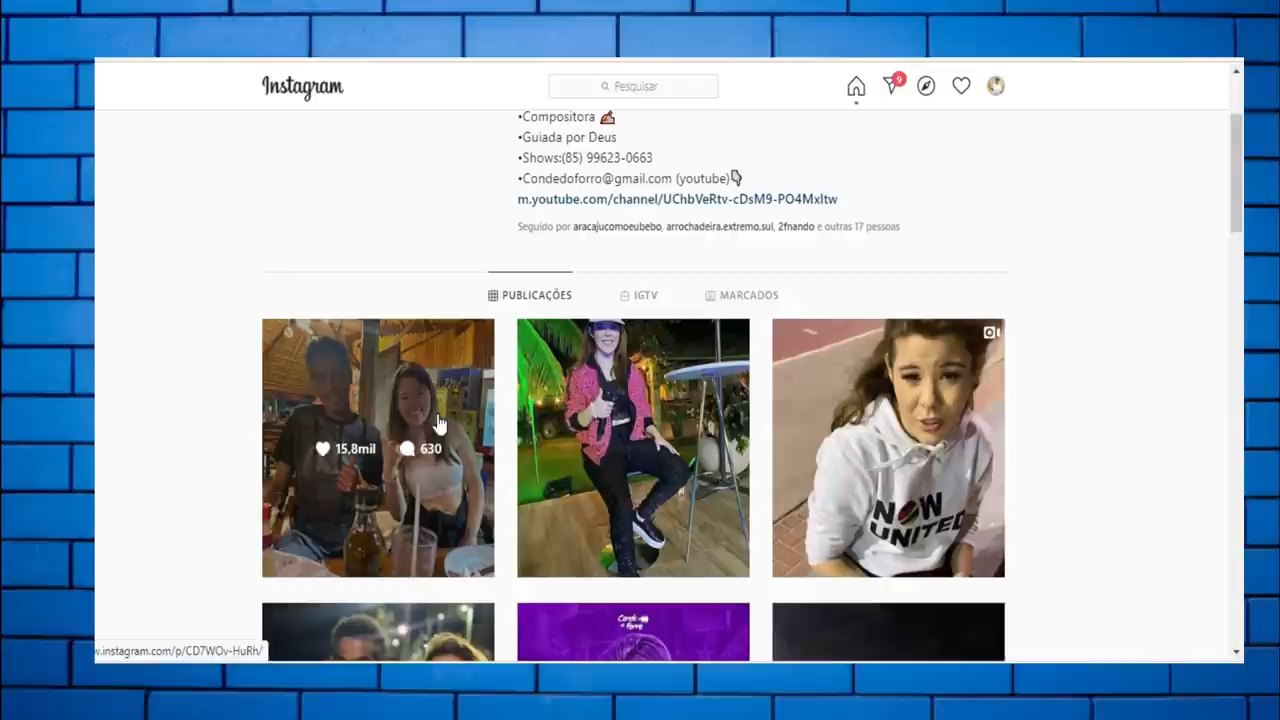 Instagram
Pesquisar
9
•Compositora
•Guiada por Deus
•Shows:(85) 99623-0663
•Condedoforro@gmail.com (youtube)
m.youtube.com/channel/UChbVeRtv-cDsM9-PO4MxItw
Seguido por aracajucomoeubebo, arrochadeira.extremo.sul, 2fnando e outras 17 pessoas
PUBLICAÇÕES IGTV MARCADOS
15,8mil 630
NOW
UNITED
w.instagram.com/p/CD7WOv-HuRh/